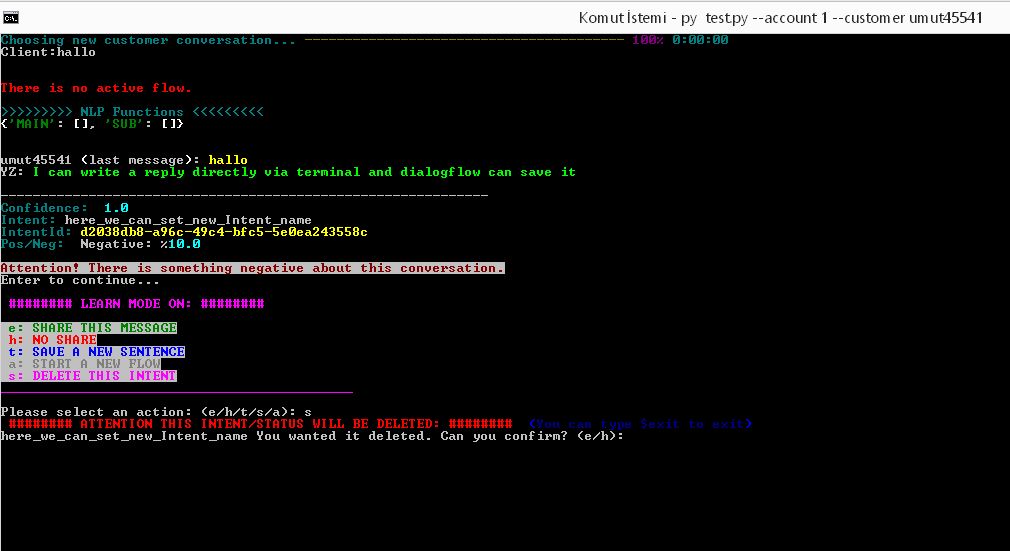 Komut İstemi - py test.py --account 1 --customer umut45541
Choosing new customer conversation... ---------------------------------------- 100% 0:00:00
Client:hallo
There is no active flow.
>>>>>>>>> NLP Functions <<<<<<<<<
{'MAIN': [], 'SUB': []}
umut45541 (last message): hallo
YZ: I can write a reply directly via terminal and dialogflow can save it
-------------------------------------------------------------
Confidence:  1.0
Intent: here_we_can_set_new_Intent_name
IntentId: d2038db8-a96c-49c4-bfc5-5e0ea243558c
Pos/Neg:  Negative: %10.0
Attention! There is something negative about this conversation.
Enter to continue...
######## LEARN MODE ON: ########
e: SHARE THIS MESSAGE
h: NO SHARE
t: SAVE A NEW SENTENCE
a: START A NEW FLOW
s: DELETE THIS INTENT
____________________________________________
Please select an action: (e/h/t/s/a): s
######## ATTENTION THIS INTENT/STATUS WILL BE DELETED: ########  (You can type $exit to exit)
here_we_can_set_new_Intent_name You wanted it deleted. Can you confirm? (e/h):